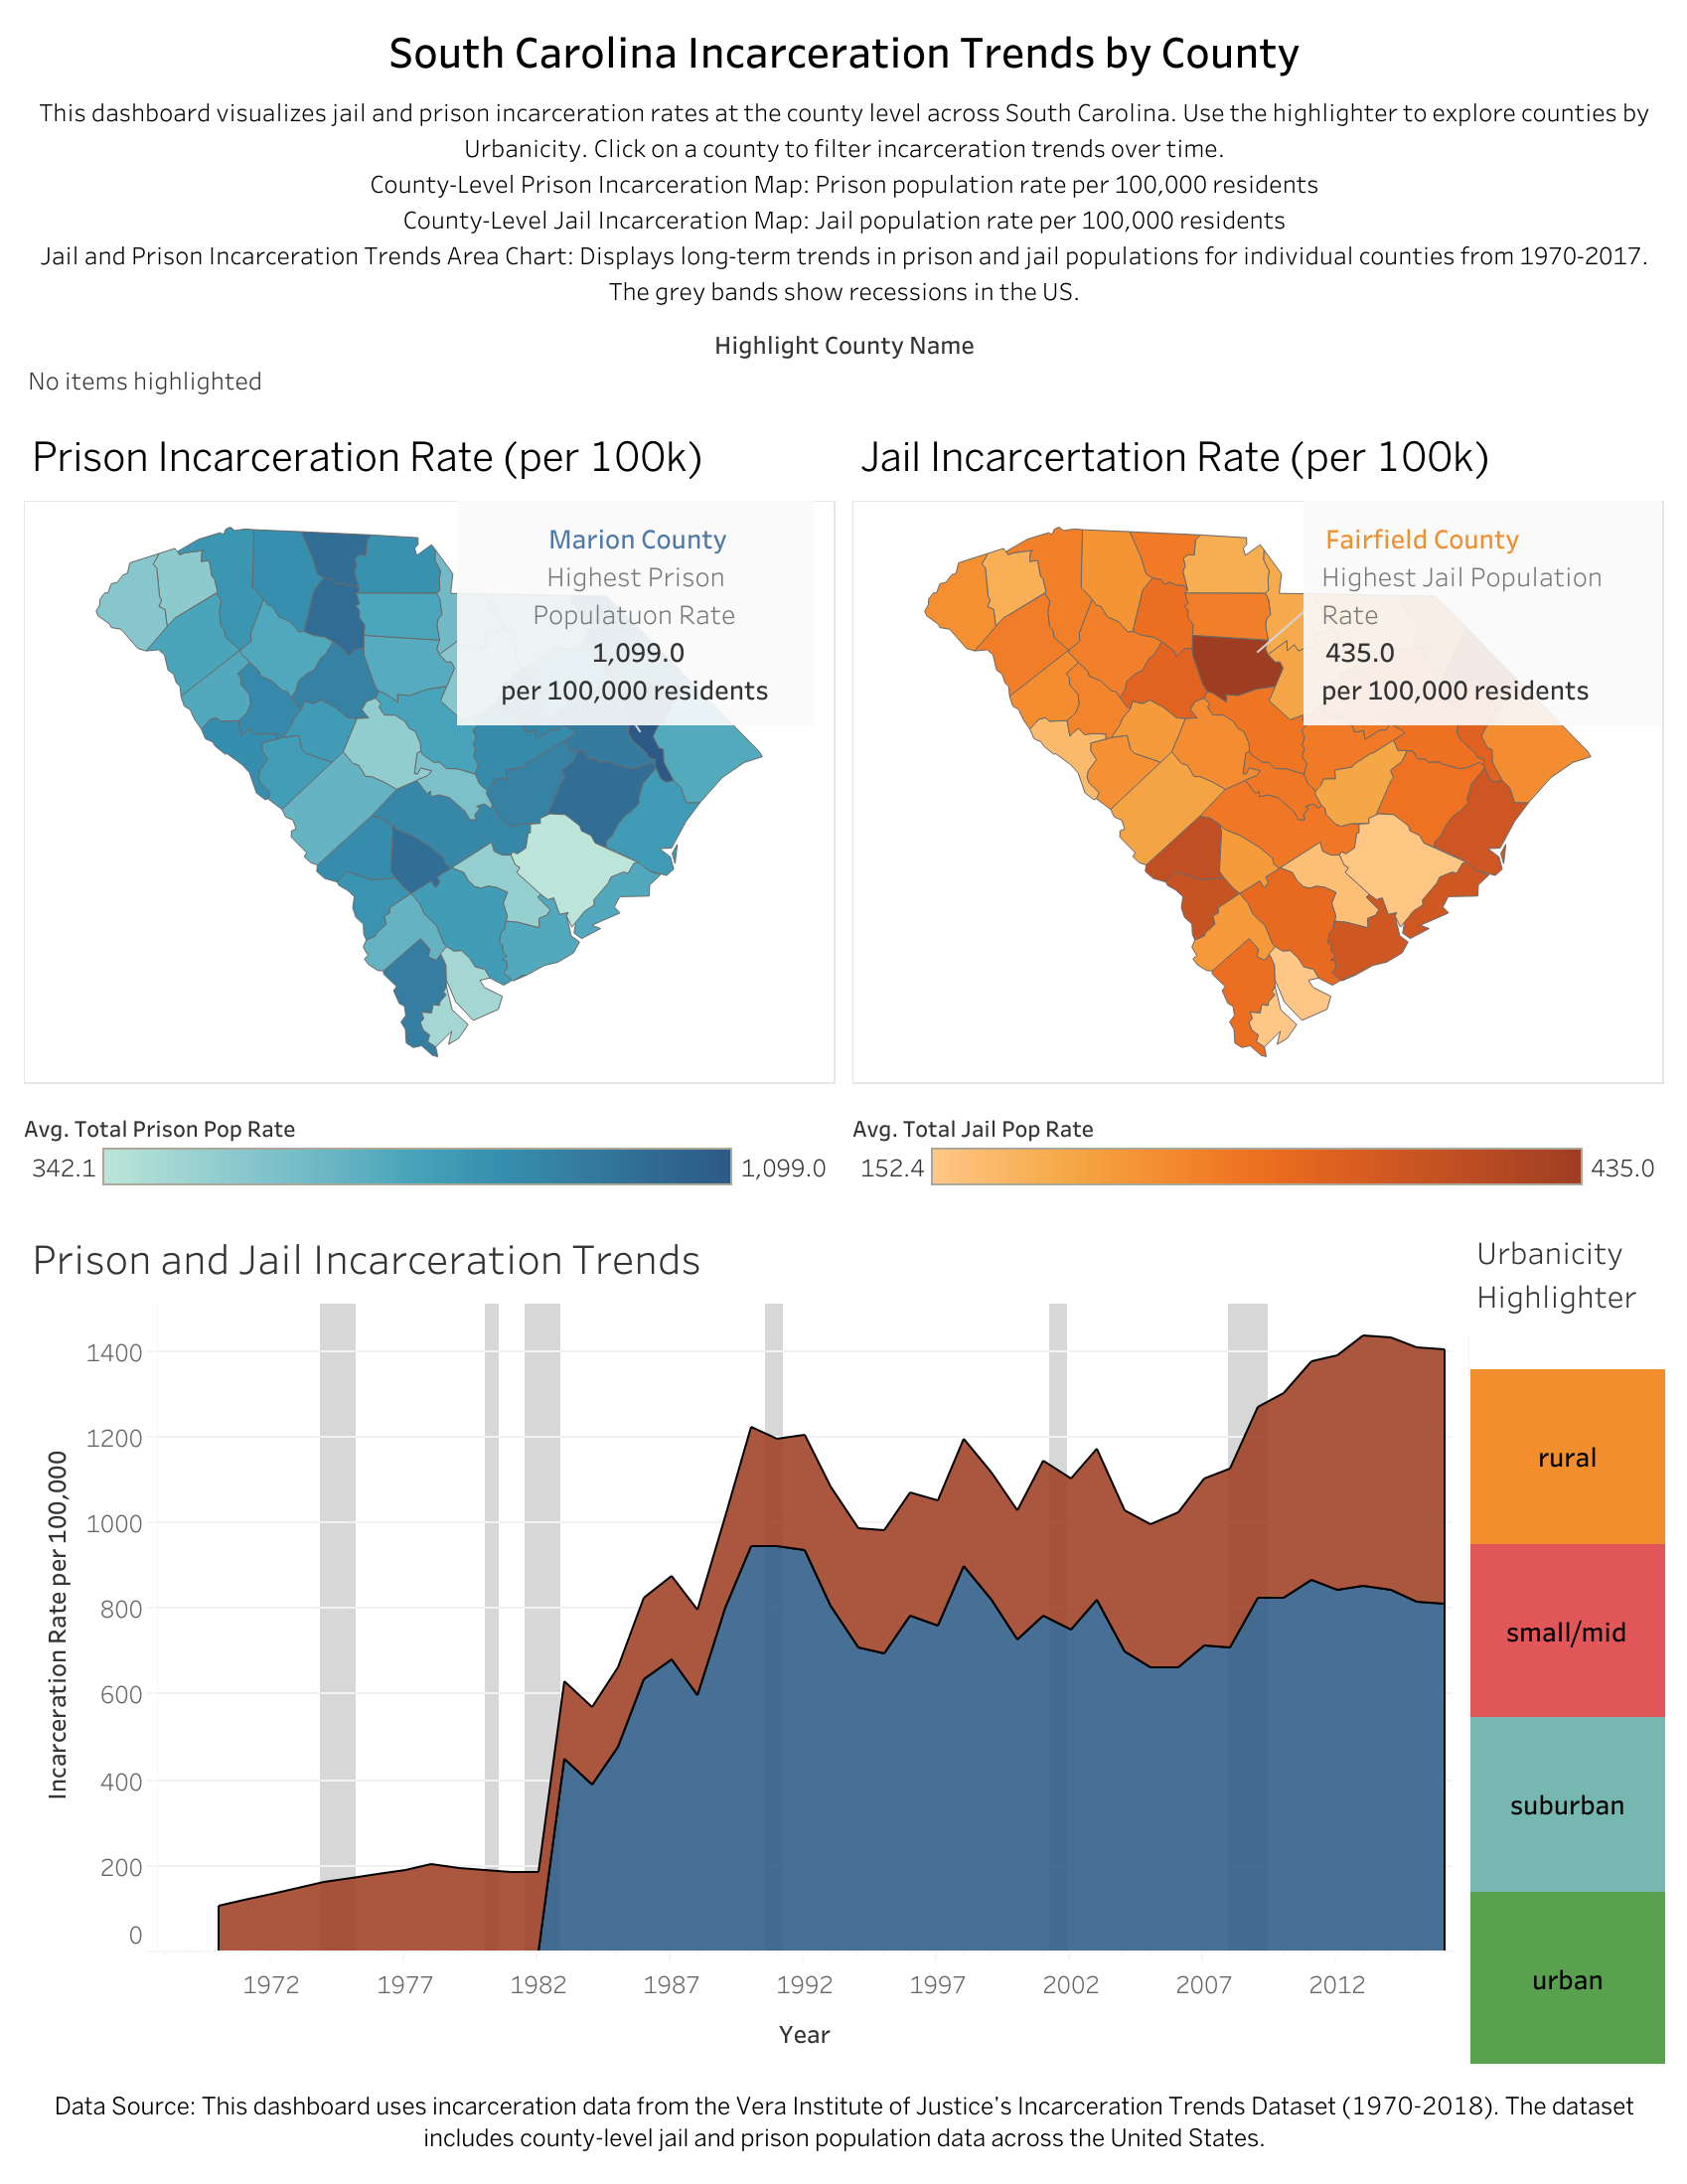 South Carolina Incarceration Trends by County
This dashboard visualizes jail and prison incarceration rates at the county level across South Carolina. Use the highlighter to explore counties by
Urbanicity. Click on a county to filter incarceration trends over time.
County-Level Prison Incarceration Map: Prison population rate per 100,000 residents
County-Level Jail Incarceration Map: Jail population rate per 100,000 residents
Jail and Prison Incarceration Trends Area Chart: Displays long-term trends in prison and jail populations for individual counties from 1970-2017.
The grey bands show recessions in the US.
Highlight County Name
No items highlighted
Prison Incarceration Rate (per 100k)
Marion County
Highest Prison
Populatuon Rate
1,099.0
per 100,000 residents
Jail Incarcertation Rate (per 100k)
Fairfield County
Highest Jail Population
Rate
435.0
per 100,000 residents
Avg. Total Prison Pop Rate
342.1
1,099.0
Avg. Total Jail Pop Rate
152.4
435.0
Prison and Jail Incarceration Trends
Incarceration Rate per 100,000
1400
1200
1000
800
600
400
200
0
1972
1977
1982
1987
1992
1997
2002
2007
2012
Year
Urbanicity
Highlighter
rural
small/mid
suburban
urban
Data Source: This dashboard uses incarceration data from the Vera Institute of Justice's Incarceration Trends Dataset (1970-2018). The dataset
includes county-level jail and prison population data across the United States.